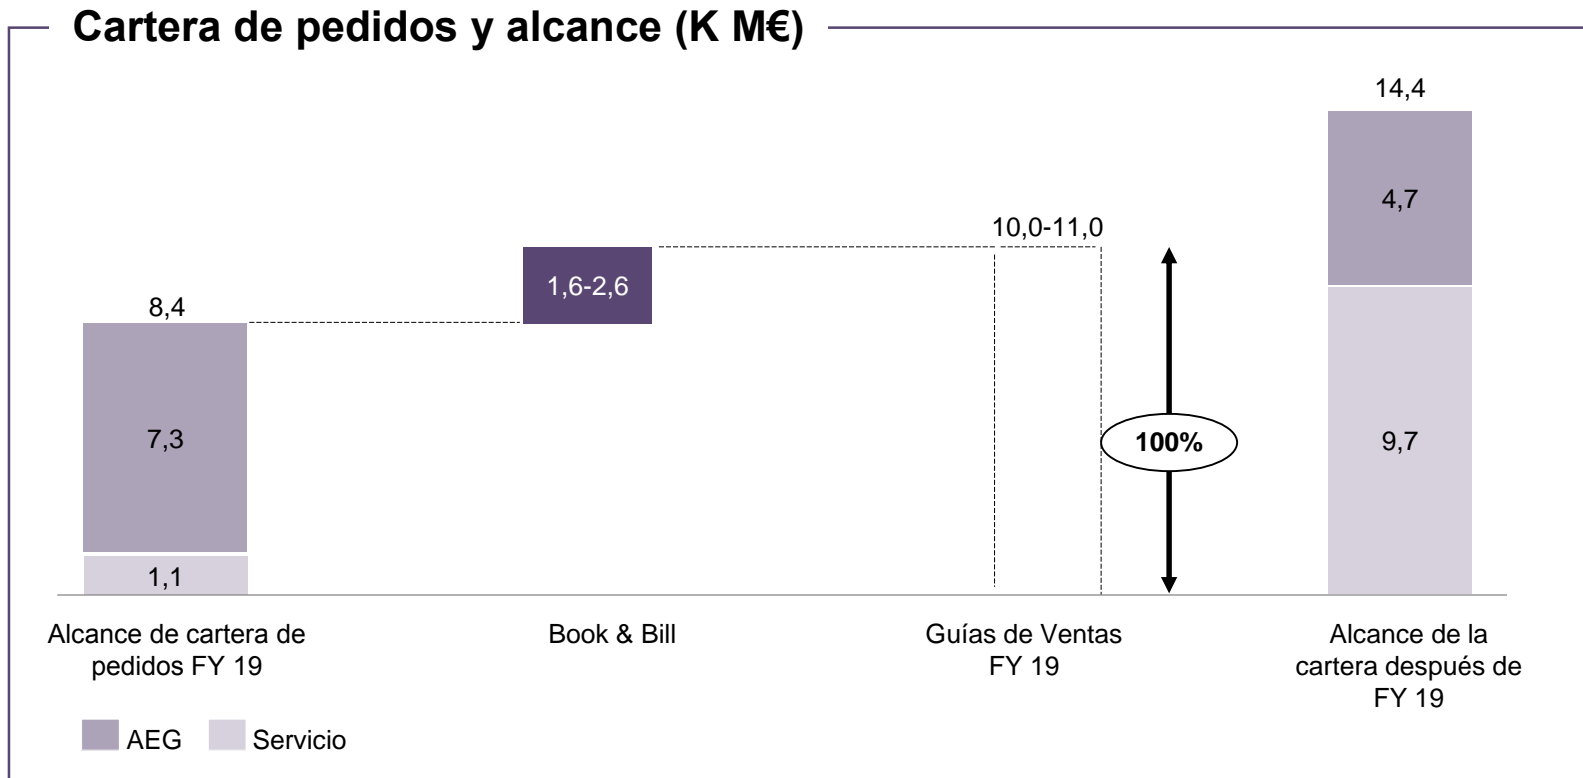 Cartera de pedidos y alcance (K M€)
14,4
4,7
10,0-11,0
1,6-2,6
8,4
7,3
100%
9,7
1,1
Alcance de cartera de
pedidos FY 19
Book & Bill
Guías de Ventas
FY 19
Alcance de la
cartera después de
FY 19
AEG
Servicio